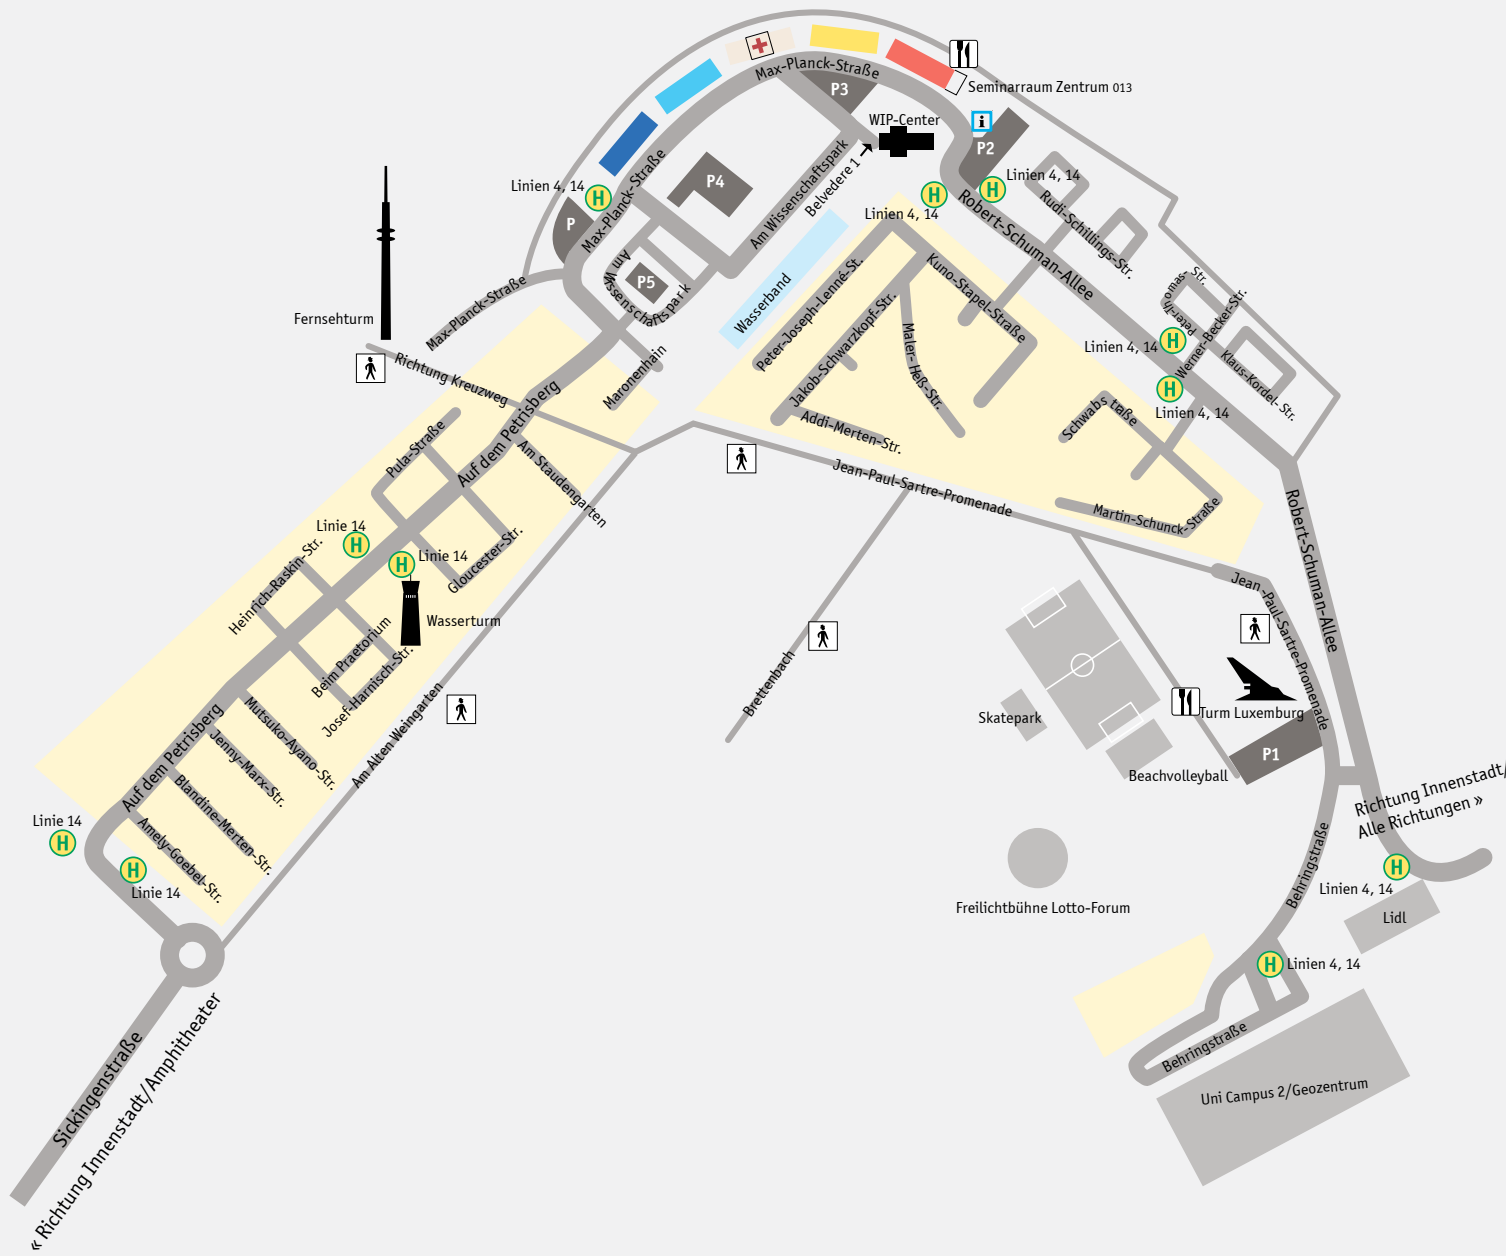 Max-Planck-Straße
P3
Seminarraum Zentrum 013
WIP-Center
i
P2
Linien 4, 14
H
Linien 4, 14
H
Belvedere 1
Am Wissenschaftspark
P4
Linien 4, 14
H
P
Max-Planck-Straße
Am Wissenschaftspark
P5
Max-Planck-Straße
Fernsehturm
Wasserband
Rudi-Schillings-Str.
Robert-Schuman-Allee
Peter-Thomas-Str.
Werner-Becker-Str.
Klaus-Kordel-Str.
Linien 4, 14
H
H
Linien 4, 14
Kuno-Stapel-Straße
Peter-Joseph-Lenné-St.
Jakob-Schwarzkopf-Str.
Maler-Heß-Str.
Addi-Merten-Str.
Schwabstraße
Martin-Schunck-Straße
Jean-Paul-Sartre-Promenade
Richtung Kreuzweg
Maronenhain
Auf dem Petrisberg
Pula-Straße
Am Staudengarten
Gloucester-Str.
Linie 14
H
H
Linie 14
Heinrich-Raskin-Str.
Wasserturm
Beim Praetorium
Josef-Harnisch-Str.
Am Alten Weingarten
Brettenbach
Auf dem Petrisberg
Mutsuko-Ayano-Str.
Jenny-Marx-Str.
Blandine-Merten-Str.
Amely-Goebel-Str.
Linie 14
H
H
Linie 14
Sickingenstraße
« Richtung Innenstadt/Amphitheater
Robert-Schuman-Allee
Jean-Paul-Sartre-Promenade
Turm Luxemburg
P1
Skatepark
Beachvolleyball
Richtung Innenstadt/
Alle Richtungen »
Behringstraße
H
Linien 4, 14
Lidl
Freilichtbühne Lotto-Forum
H
Linien 4, 14
Behringstraße
Uni Campus 2/Geozentrum